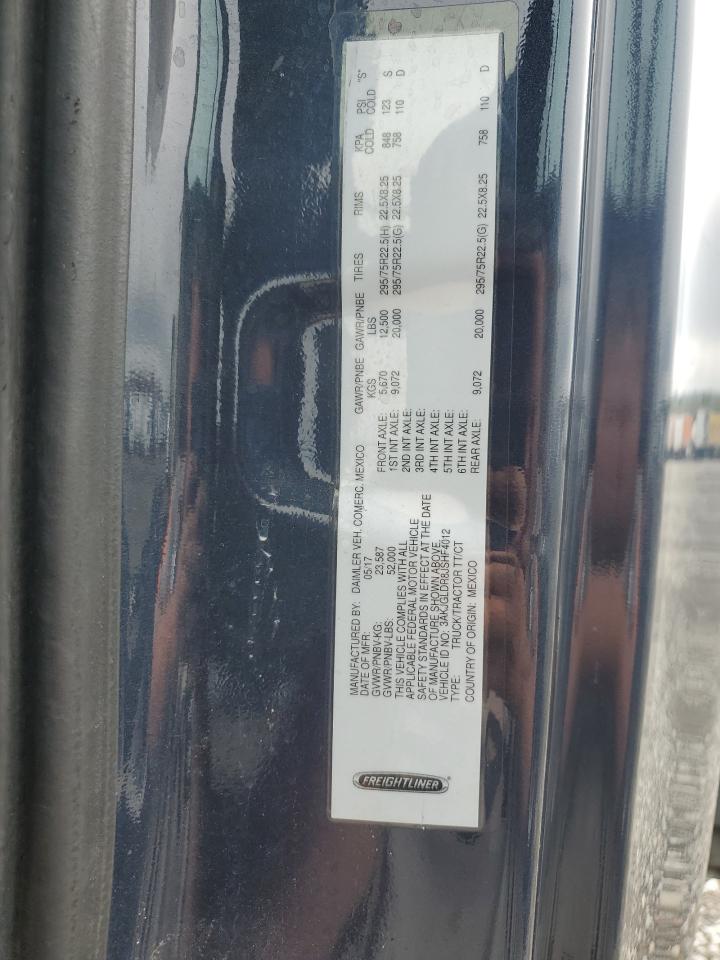 FREIGHTLINER
MANUFACTURED BY: DAIMLER VEH. COMERC. MEXICO
DATE OF MFR: 05/17
GVWR/PNBV-KG: 23,587
GVWR/PNBV-LBS: 52,000
THIS VEHICLE COMPLIES WITH ALL
APPLICABLE FEDERAL MOTOR VEHICLE
SAFETY STANDARDS IN EFFECT AT THE DATE
OF MANUFACTURE SHOWN ABOVE.
VEHICLE ID NO: 3AKJGLDR8JSHF4012
TYPE: TRUCK/TRACTOR TT/CT
COUNTRY OF ORIGIN: MEXICO
GAWR/PNBE GAWR/PNBE TIRES RIMS KPA PSI "S"
KGS LBS COLD COLD
FRONT AXLE: 5,670 12,500 295/75R22.5(H) 22.5X8.25 848 123 S
1ST INT AXLE: 9,072 20,000 295/75R22.5(G) 22.5X8.25 758 110 D
2ND INT AXLE:
3RD INT AXLE:
4TH INT AXLE:
5TH INT AXLE:
6TH INT AXLE:
REAR AXLE: 9,072 20,000 295/75R22.5(G) 22.5X8.25 758 110 D